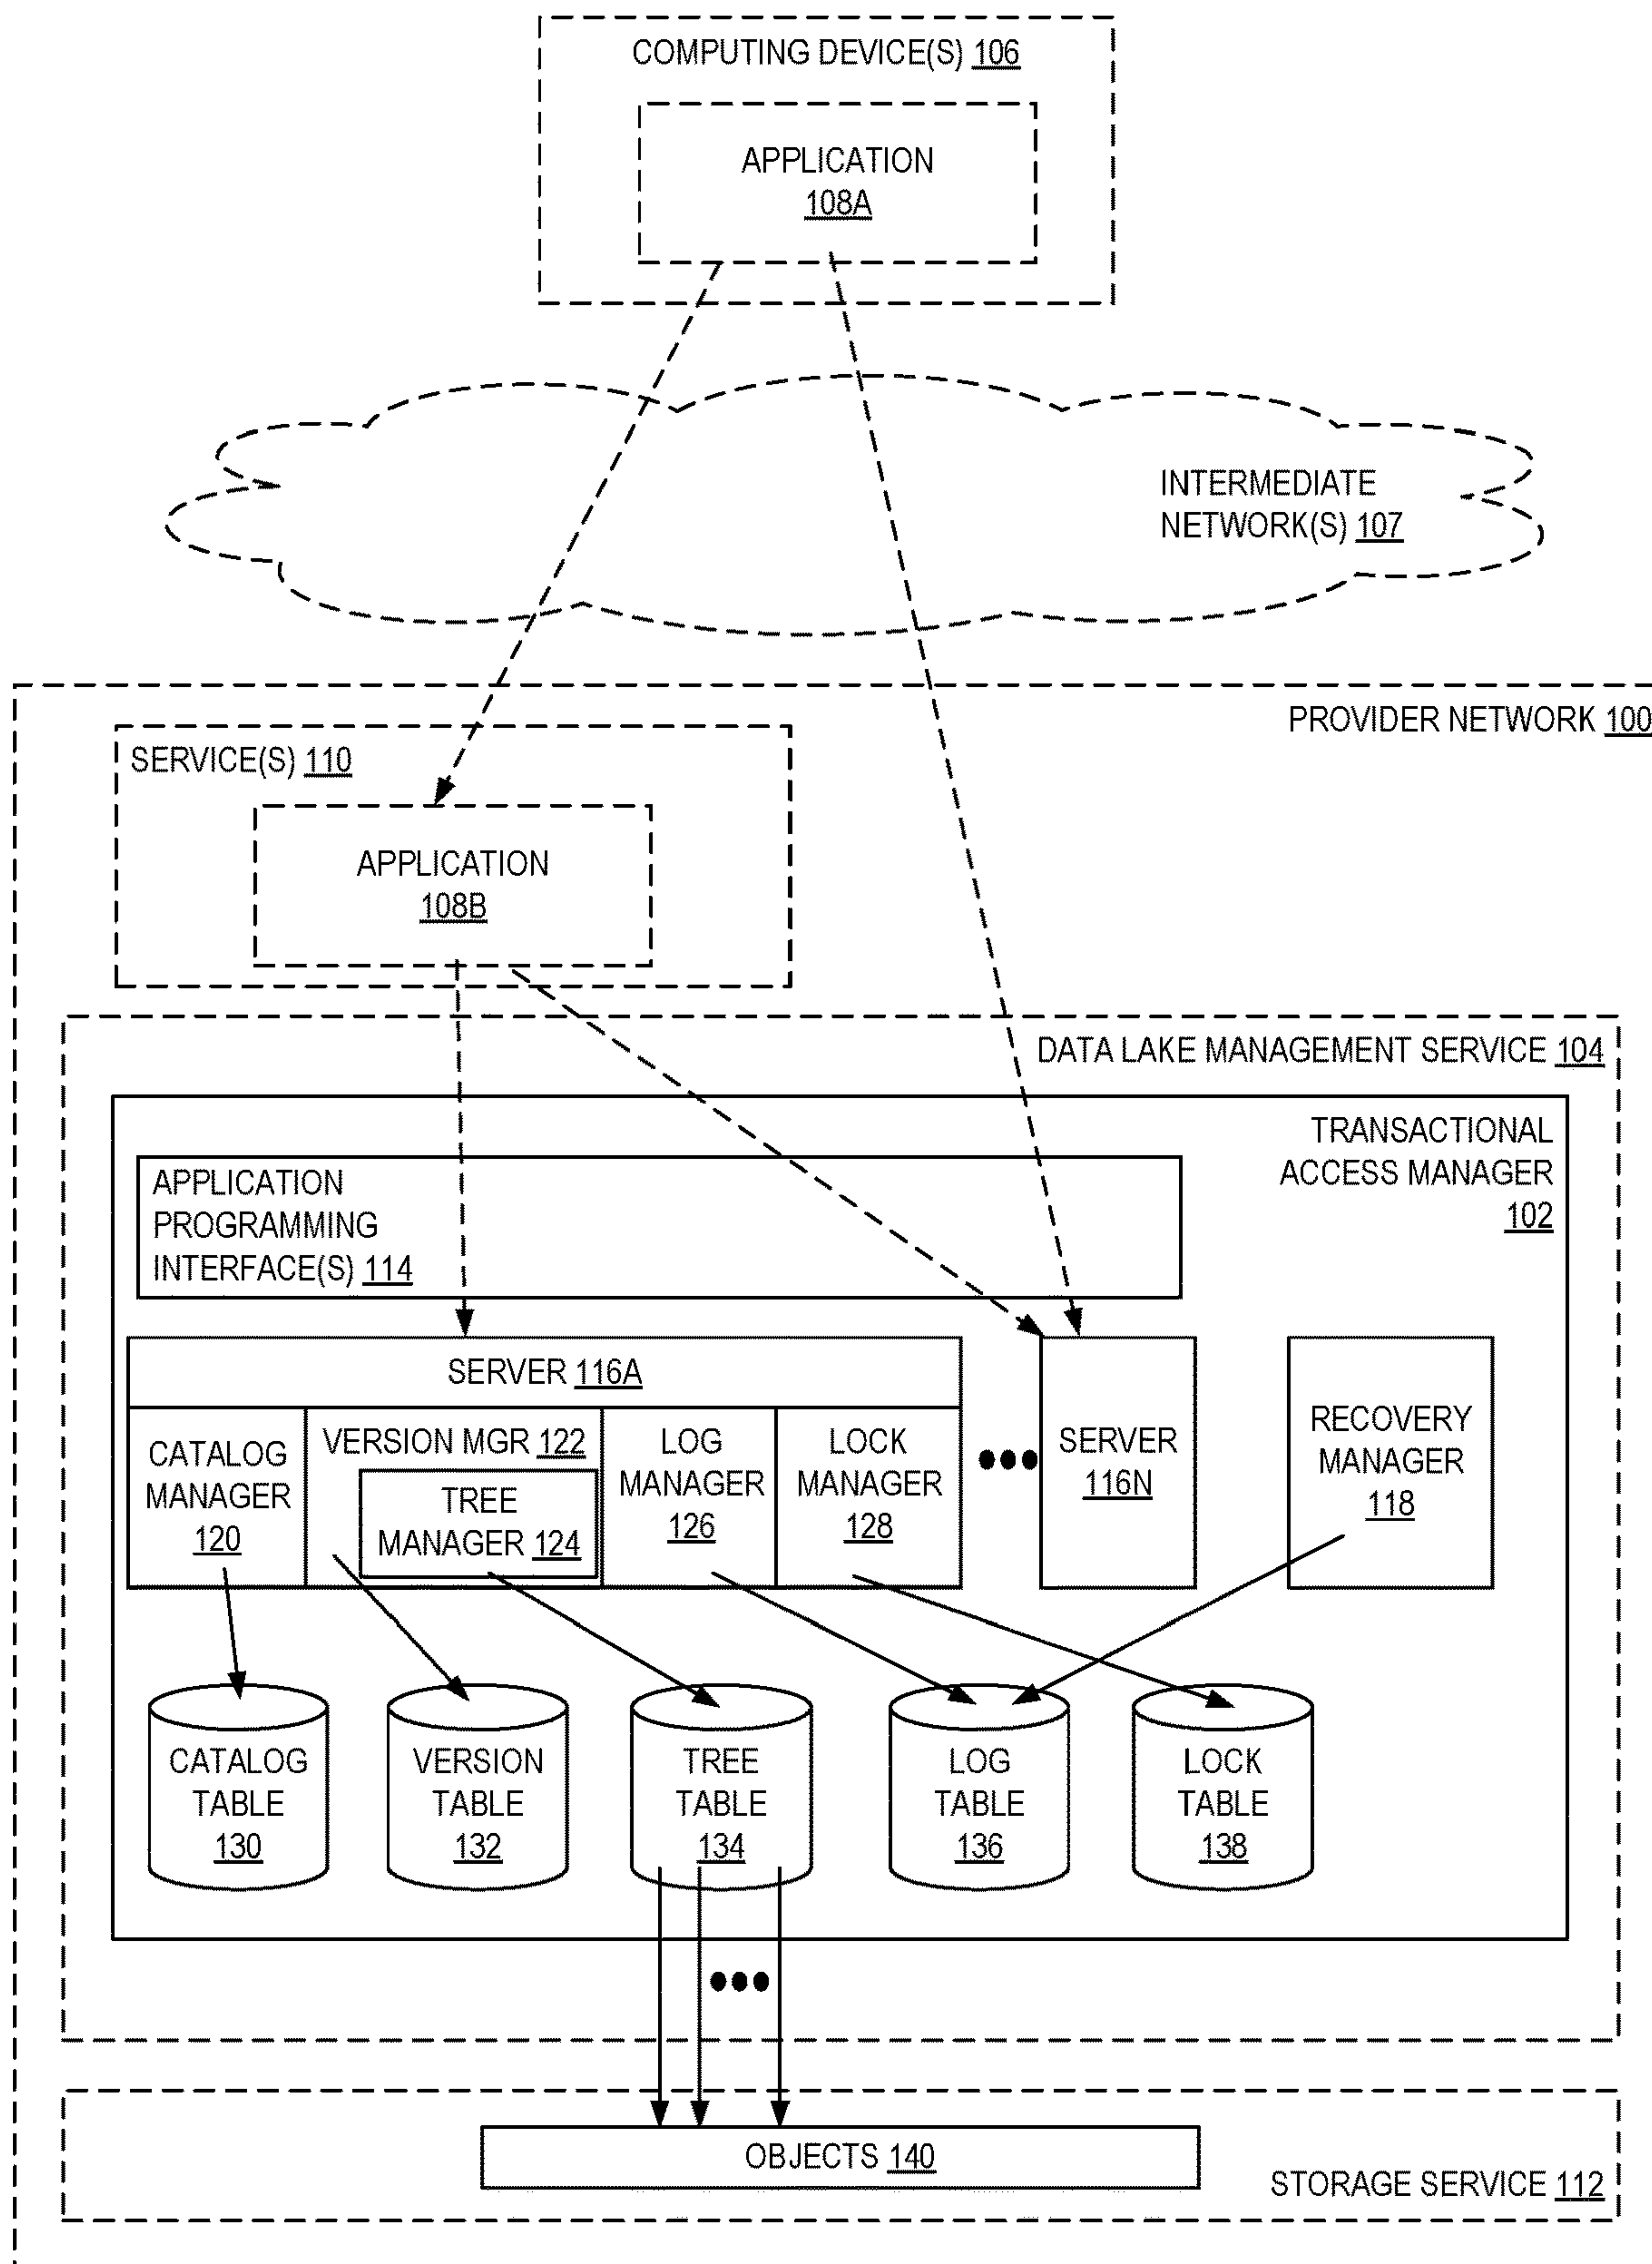 COMPUTING DEVICE(S) 106
APPLICATION
108A
INTERMEDIATE
NETWORK(S) 107
PROVIDER NETWORK 100
SERVICE(S) 110
APPLICATION
108B
DATA LAKE MANAGEMENT SERVICE 104
TRANSACTIONAL
ACCESS MANAGER
102
APPLICATION
PROGRAMMING
INTERFACE(S) 114
SERVER 116A
CATALOG
MANAGER
120
VERSION MGR 122
TREE
MANAGER 124
LOG
MANAGER
126
LOCK
MANAGER
128
SERVER
116N
RECOVERY
MANAGER
118
CATALOG
TABLE
130
VERSION
TABLE
132
TREE
TABLE
134
LOG
TABLE
136
LOCK
TABLE
138
OBJECTS 140
STORAGE SERVICE 112